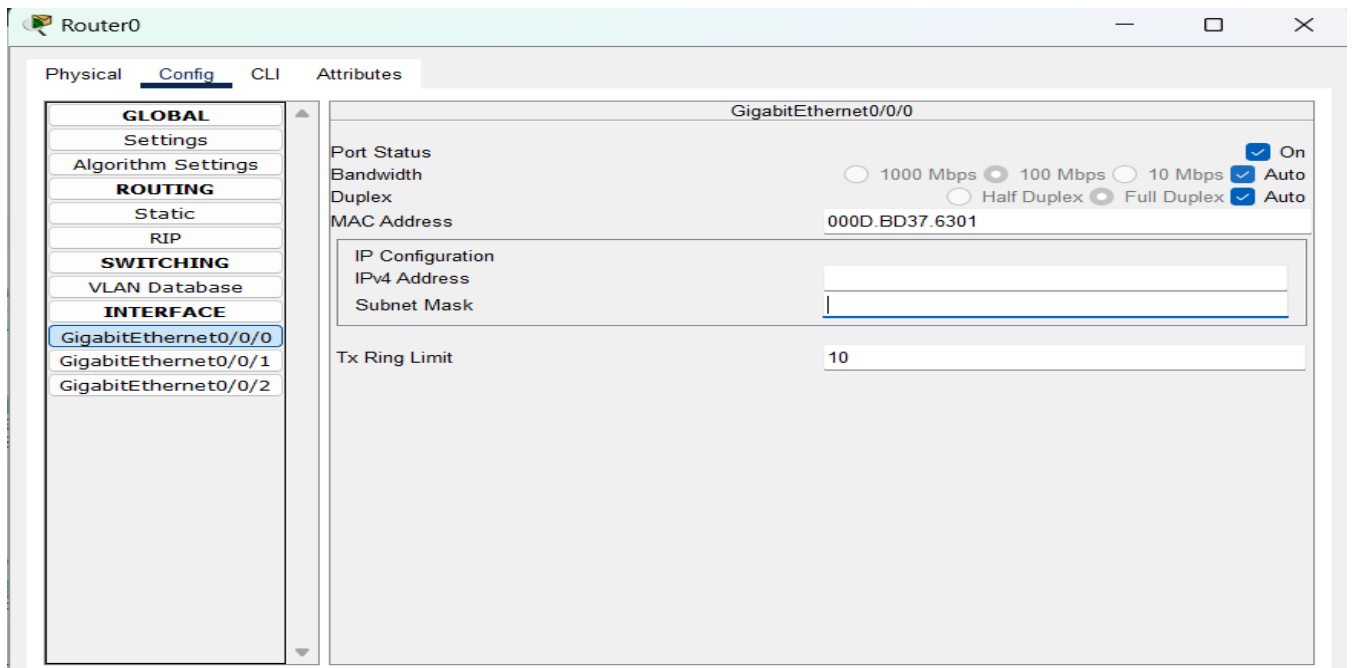 Router0
Physical Config CLI Attributes
GLOBAL
Settings
Algorithm Settings
ROUTING
Static
RIP
SWITCHING
VLAN Database
INTERFACE
GigabitEthernet0/0/0
GigabitEthernet0/0/1
GigabitEthernet0/0/2
GigabitEthernet0/0/0
Port Status On
Bandwidth 1000 Mbps 100 Mbps 10 Mbps Auto
Duplex Half Duplex Full Duplex Auto
MAC Address 000D.BD37.6301
IP Configuration
IPv4 Address
Subnet Mask
Tx Ring Limit 10